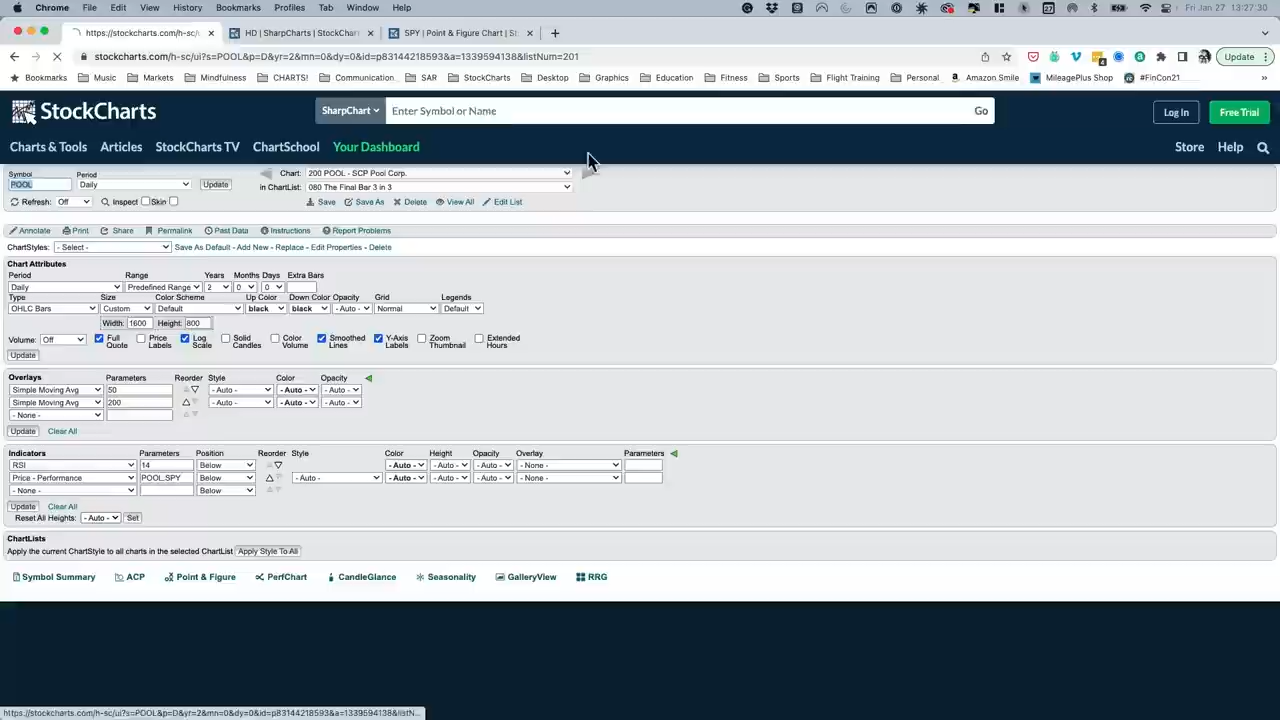 Chrome File Edit View History Bookmarks Profiles Tab Window Help Fri Jan 27 13:27:30
https://stockcharts.com/h-sc/u HD | SharpCharts | StockChar SPY | Point & Figure Chart | St
stockcharts.com/h-sc/ui?s=POOL&p=D&yr=2&mn=0&dy=0&id=p83144218593&a=1339594138&listNum=201 Update
Bookmarks Music Markets Mindfulness CHARTS! Communication SAR StockCharts Desktop Graphics Education Fitness Sports Flight Training Personal Amazon Smile MileagePlus Shop #FinCon21
StockCharts SharpChart Enter Symbol or Name Go Log In Free Trial
Charts & Tools Articles StockCharts TV ChartSchool Your Dashboard Store Help
Symbol Period Chart: 200 POOL - SCP Pool Corp.
POOL Daily Update in ChartList: 080 The Final Bar 3 in 3
Refresh: Off Inspect Skin Save Save As Delete View All Edit List
Annotate Print Share Permalink Past Data Instructions Report Problems
ChartStyles: - Select - Save As Default - Add New - Replace - Edit Properties - Delete
Chart Attributes
Period Range Years Months Days Extra Bars
Daily Predefined Range 2 0 0
Type Size Color Scheme Up Color Down Color Opacity Grid Legends
OHLC Bars Custom Default black black - Auto - Normal Default
Width: 1600 Height: 800
Volume: Off Full Quote Price Labels Log Scale Solid Candles Color Volume Smoothed Lines Y-Axis Labels Zoom Thumbnail Extended Hours
Update
Overlays Parameters Reorder Style Color Opacity
Simple Moving Avg 50 - Auto - - Auto - - Auto -
Simple Moving Avg 200 - Auto - - Auto - - Auto -
- None -
Update Clear All
Indicators Parameters Position Reorder Style Color Height Opacity Overlay Parameters
RSI 14 Below - Auto - - Auto - - Auto - - None -
Price - Performance POOL,SPY Below - Auto - - Auto - - Auto - - Auto - - None -
- None - Below
Update Clear All
Reset All Heights: - Auto - Set
ChartLists
Apply the current ChartStyle to all charts in the selected ChartList Apply Style To All
Symbol Summary ACP Point & Figure PerfChart CandleGlance Seasonality GalleryView RRG
https://stockcharts.com/h-sc/ui?s=POOL&p=D&yr=2&mn=0&dy=0&id=p83144218593&a=1339594138&listN...